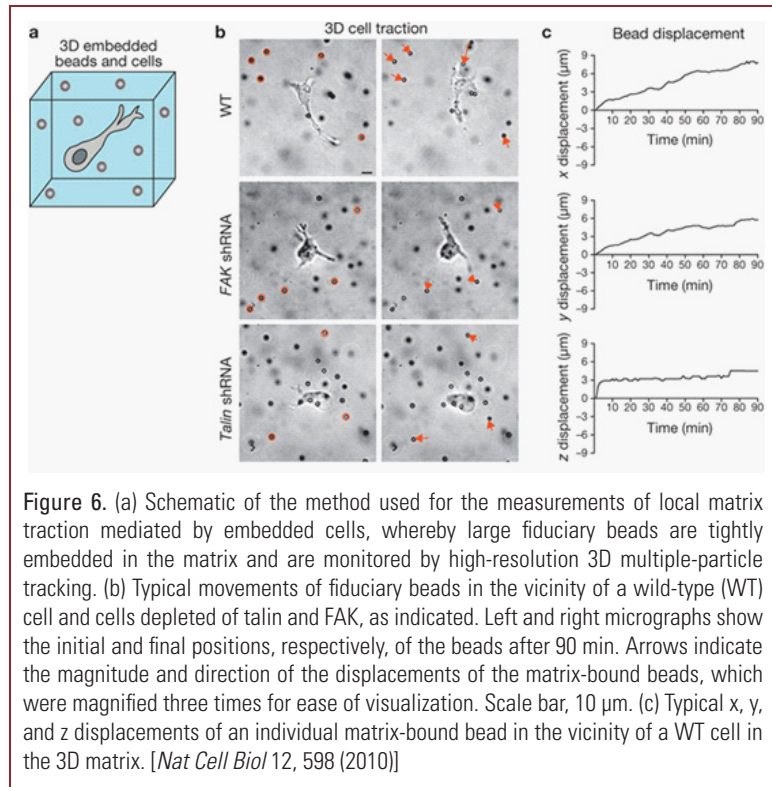 a
3D embedded
beads and cells
b
3D cell traction
WT
FAK shRNA
Talin shRNA
c
Bead displacement
x displacement (µm)
9
6
3
0
–3
–6
–9
10 20 30 40 50 60 70 80 90
Time (min)
y displacement (µm)
9
6
3
0
–3
–6
–9
10 20 30 40 50 60 70 80 90
Time (min)
z displacement (µm)
9
6
3
0
–3
–6
–9
10 20 30 40 50 60 70 80 90
Time (min)
Figure 6. (a) Schematic of the method used for the measurements of local matrix
traction mediated by embedded cells, whereby large fiduciary beads are tightly
embedded in the matrix and are monitored by high-resolution 3D multiple-particle
tracking. (b) Typical movements of fiduciary beads in the vicinity of a wild-type (WT)
cell and cells depleted of talin and FAK, as indicated. Left and right micrographs show
the initial and final positions, respectively, of the beads after 90 min. Arrows indicate
the magnitude and direction of the displacements of the matrix-bound beads, which
were magnified three times for ease of visualization. Scale bar, 10 µm. (c) Typical x, y,
and z displacements of an individual matrix-bound bead in the vicinity of a WT cell in
the 3D matrix. [Nat Cell Biol 12, 598 (2010)]